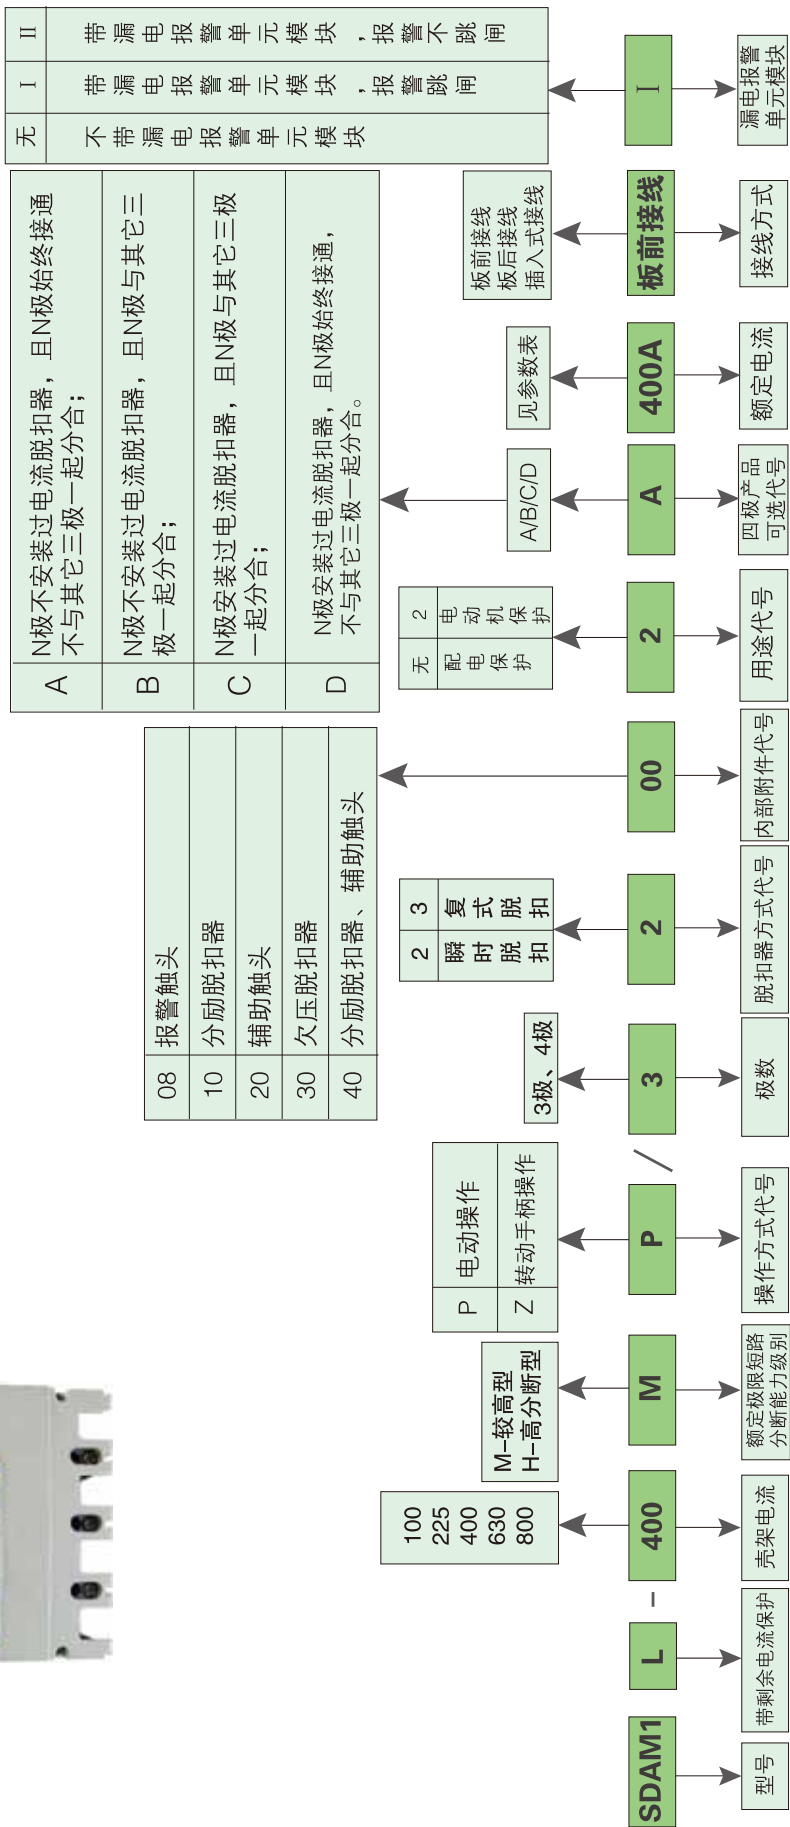 SDAM1
L
-
400
M
P
/
3
2
00
2
A
400A
板前接线
I
100
225
400
630
800
M-较高型
H-高分断型
P 电动操作
Z 转动手柄操作
3极、4极
2 瞬时脱扣
3 复式脱扣
08 报警触头
10 分励脱扣器
20 辅助触头
30 欠压脱扣器
40 分励脱扣器、辅助触头
无 配电保护
2 电动机保护
A/B/C/D
A N极不安装过电流脱扣器，且N极始终接通
不与其它三极一起分合；
B N极不安装过电流脱扣器，且N极与其它三
极一起分合；
C N极安装过电流脱扣器，且N极与其它三极
一起分合；
D N极安装过电流脱扣器，且N极始终接通，
不与其它三极一起分合。
见参数表
板前接线
板后接线
插入式接线
II 带漏电报警单元模块，报警不跳闸
I 带漏电报警单元模块，报警跳闸
无 不带漏电报警单元模块
型号
带剩余电流保护
壳架电流
额定极限短路
分断能力级别
操作方式代号
极数
脱扣器方式代号
内部附件代号
用途代号
四极产品
可选代号
额定电流
接线方式
漏电报警
单元模块